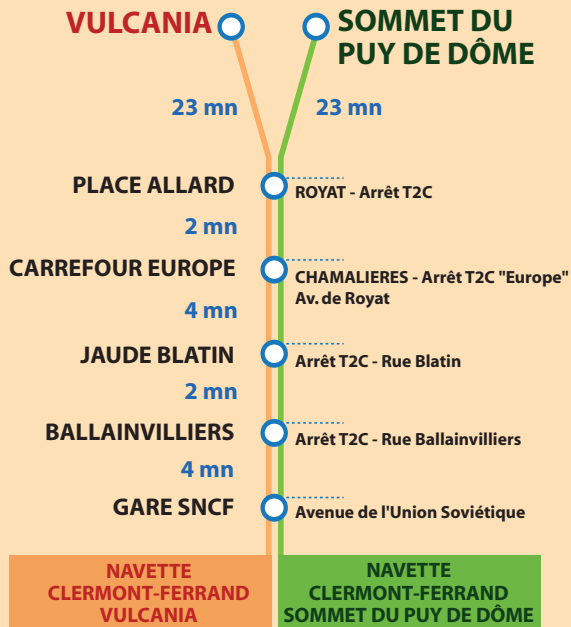 VULCANIA
SOMMET DU
PUY DE DÔME
23 mn
23 mn
PLACE ALLARD
ROYAT - Arrêt T2C
2 mn
CARREFOUR EUROPE
CHAMALIERES - Arrêt T2C "Europe"
Av. de Royat
4 mn
JAUDE BLATIN
Arrêt T2C - Rue Blatin
2 mn
BALLAINVILLIERS
Arrêt T2C - Rue Ballainvilliers
4 mn
GARE SNCF
Avenue de l'Union Soviétique
NAVETTE
CLERMONT-FERRAND
VULCANIA
NAVETTE
CLERMONT-FERRAND
SOMMET DU PUY DE DÔME